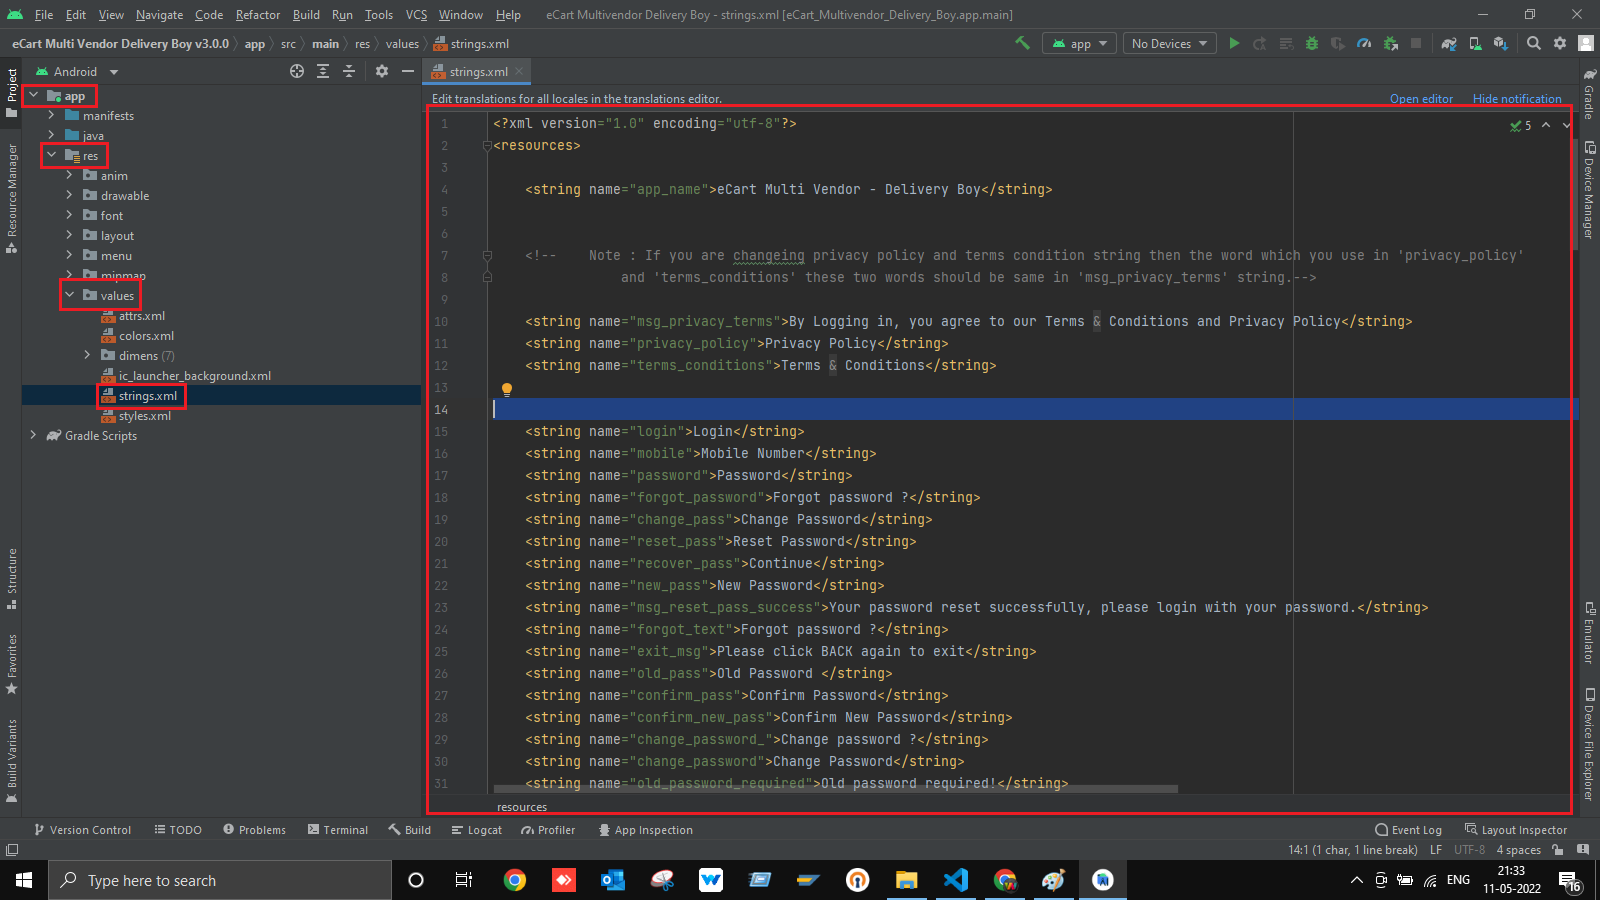 File Edit View Navigate Code Refactor Build Run Tools VCS Window Help eCart Multivendor Delivery Boy - strings.xml [eCart_Multivendor_Delivery_Boy.app.main]
eCart Multi Vendor Delivery Boy v3.0.0 app src main res values strings.xml app No Devices
Android
strings.xml
Edit translations for all locales in the translations editor. Open editor Hide notification
Project
Resource Manager
Structure
Favorites
Build Variants
app
manifests
java
res
anim
drawable
font
layout
menu
mipmap
values
attrs.xml
colors.xml
dimens (7)
ic_launcher_background.xml
strings.xml
styles.xml
Gradle Scripts
5
1 <?xml version="1.0" encoding="utf-8"?>
2 <resources>
3
4 <string name="app_name">eCart Multi Vendor - Delivery Boy</string>
5
6
7 <!-- Note : If you are changeing privacy policy and terms condition string then the word which you use in 'privacy_policy'
8 and 'terms_conditions' these two words should be same in 'msg_privacy_terms' string.-->
9
10 <string name="msg_privacy_terms">By Logging in, you agree to our Terms & Conditions and Privacy Policy</string>
11 <string name="privacy_policy">Privacy Policy</string>
12 <string name="terms_conditions">Terms & Conditions</string>
13
14
15 <string name="login">Login</string>
16 <string name="mobile">Mobile Number</string>
17 <string name="password">Password</string>
18 <string name="forgot_password">Forgot password ?</string>
19 <string name="change_pass">Change Password</string>
20 <string name="reset_pass">Reset Password</string>
21 <string name="recover_pass">Continue</string>
22 <string name="new_pass">New Password</string>
23 <string name="msg_reset_pass_success">Your password reset successfully, please login with your password.</string>
24 <string name="forgot_text">Forgot password ?</string>
25 <string name="exit_msg">Please click BACK again to exit</string>
26 <string name="old_pass">Old Password </string>
27 <string name="confirm_pass">Confirm Password</string>
28 <string name="confirm_new_pass">Confirm New Password</string>
29 <string name="change_password_">Change password ?</string>
30 <string name="change_password">Change Password</string>
31 <string name="old_password_required">Old password required!</string>
resources
Gradle
Device Manager
Emulator
Device File Explorer
Version Control TODO Problems Terminal Build Logcat Profiler App Inspection Event Log Layout Inspector
14:1 (1 char, 1 line break) LF UTF-8 4 spaces
Type here to search
ENG
21:33
11-05-2022
16